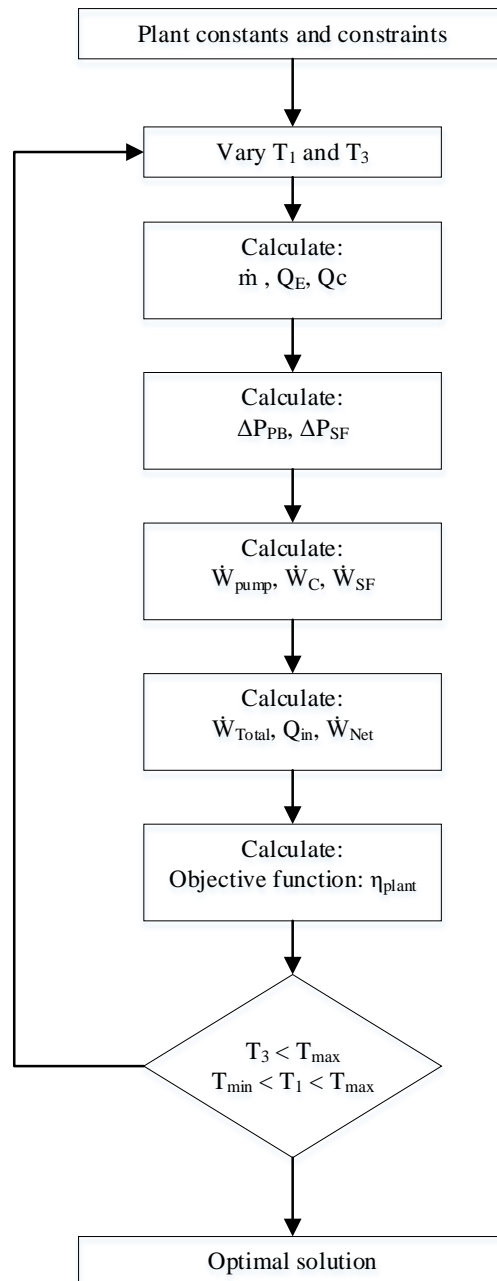 Plant constants and constraints
Vary T₁ and T₃
Calculate:
ṁ , Q_E, Qc
Calculate:
ΔP_PB, ΔP_SF
Calculate:
Ẇ_pump, Ẇ_C, Ẇ_SF
Calculate:
Ẇ_Total, Q_in, Ẇ_Net
Calculate:
Objective function: η_plant
T₃ < T_max
T_min < T₁ < T_max
Optimal solution